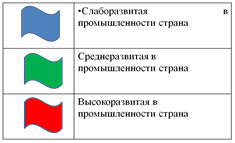 •Слаборазвитая в
промышленности страна
Среднеразвитая в
промышленности страна
Высокоразвитая в
промышленности страна